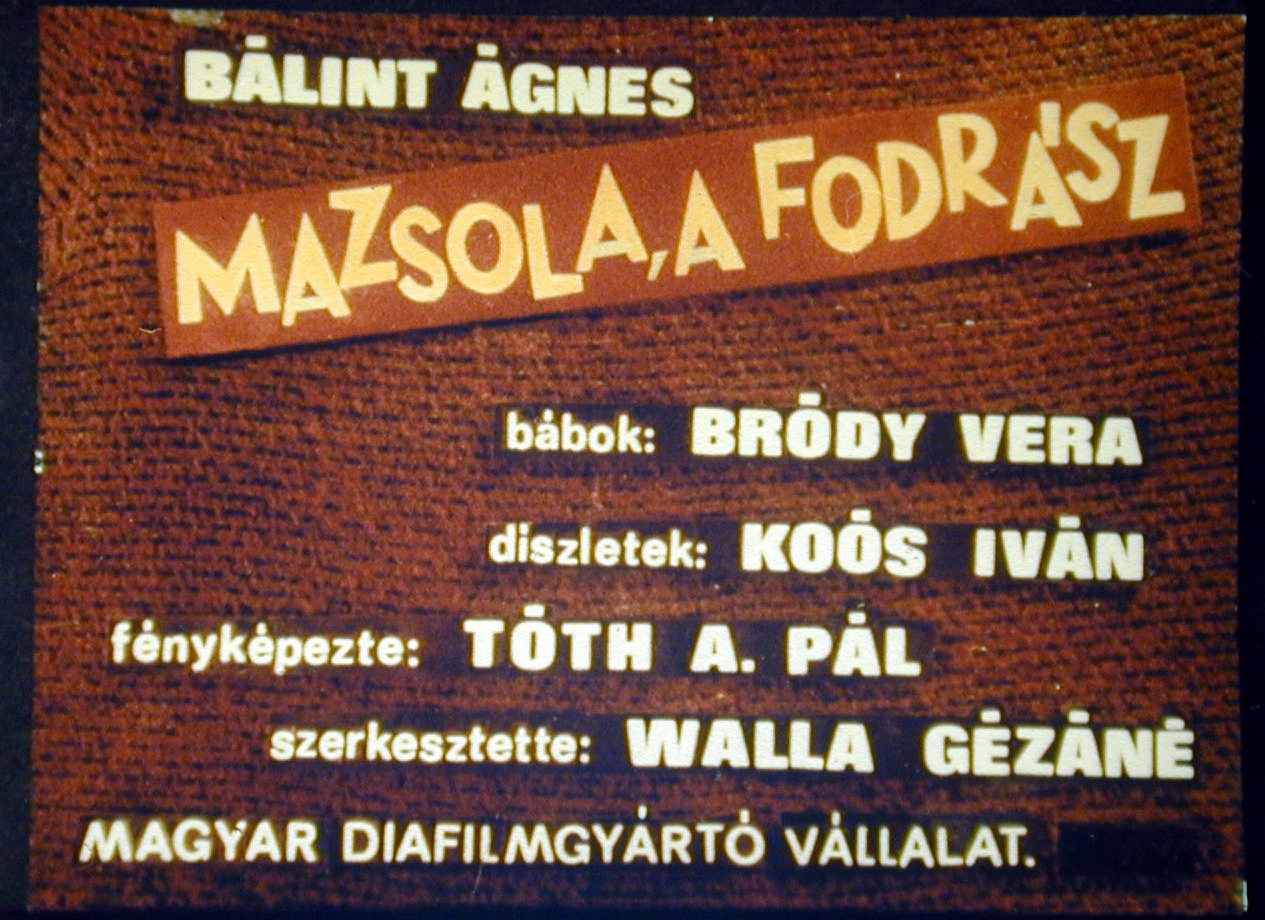 BÁLINT ÁGNES
MAZSOLA, A FODRÁSZ
bábok: BRÓDY VERA
díszletek: KOÓS IVÁN
fényképezte: TÓTH A. PÁL
szerkesztette: WALLA GÉZÁNÉ
MAGYAR DIAFILMGYÁRTÓ VÁLLALAT.